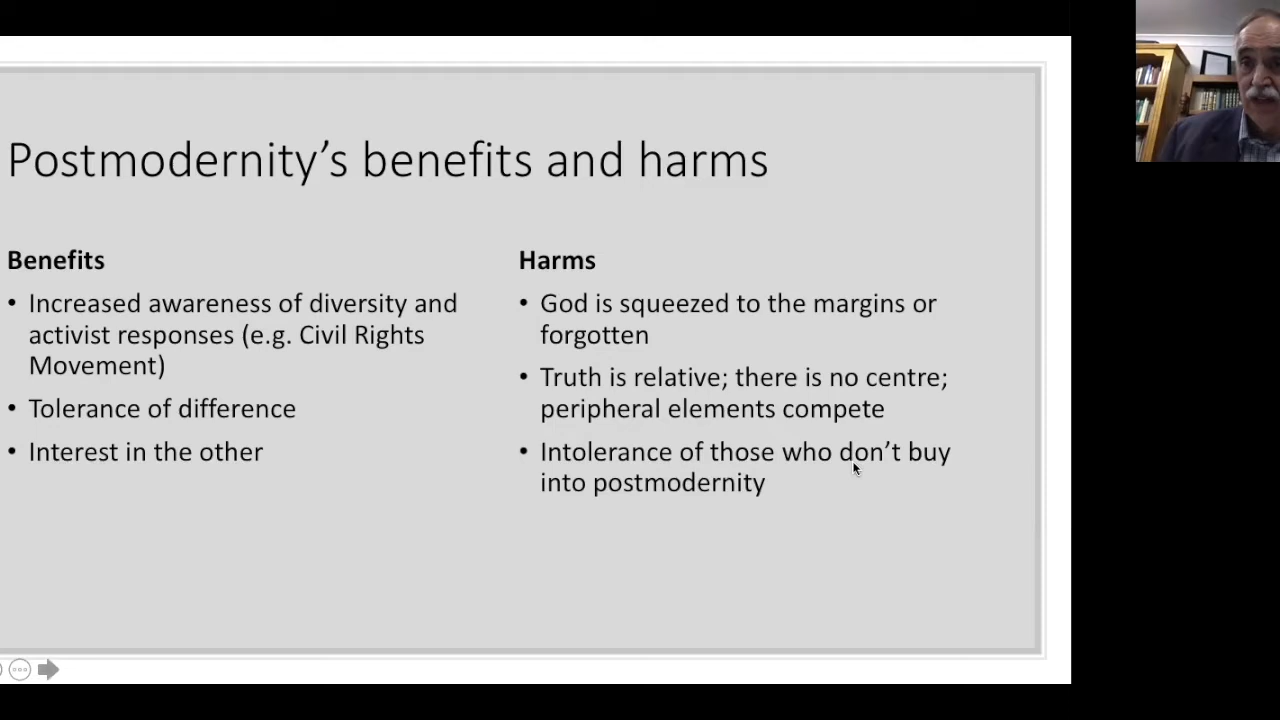 Postmodernity’s benefits and harms
Benefits
• Increased awareness of diversity and
activist responses (e.g. Civil Rights
Movement)
• Tolerance of difference
• Interest in the other
Harms
• God is squeezed to the margins or
forgotten
• Truth is relative; there is no centre;
peripheral elements compete
• Intolerance of those who don’t buy
into postmodernity